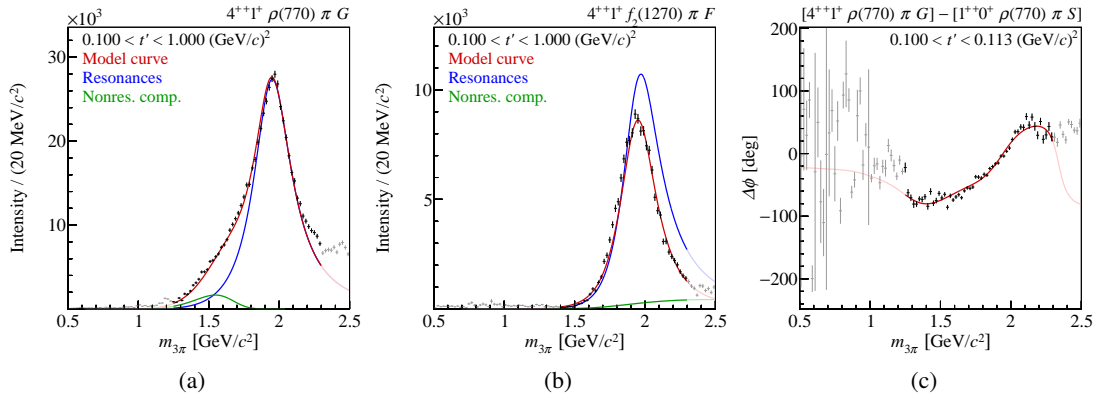 ×10³ 4⁺⁺1⁺ ρ(770) π G
0.100 < t′ < 1.000 (GeV/c)²
Model curve
Resonances
Nonres. comp.
30
20
10
Intensity / (20 MeV/c²)
0.5 1 1.5 2 2.5
m₃π [GeV/c²]
(a)
×10³ 4⁺⁺1⁺ f₂(1270) π F
0.100 < t′ < 1.000 (GeV/c)²
Model curve
Resonances
Nonres. comp.
10
5
Intensity / (20 MeV/c²)
0.5 1 1.5 2 2.5
m₃π [GeV/c²]
(b)
[4⁺⁺1⁺ ρ(770) π G] − [1⁺⁺0⁺ ρ(770) π S]
0.100 < t′ < 0.113 (GeV/c)²
200
100
0
−100
−200
Δϕ [deg]
0.5 1 1.5 2 2.5
m₃π [GeV/c²]
(c)